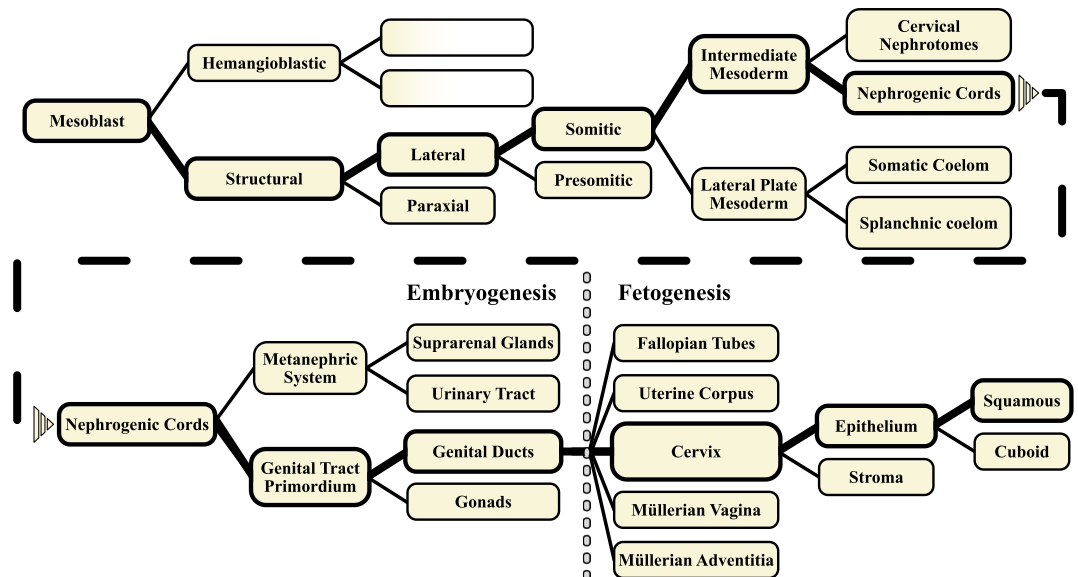 Mesoblast
Hemangioblastic
Structural
Lateral
Paraxial
Somitic
Presomitic
Intermediate
Mesoderm
Lateral Plate
Mesoderm
Cervical
Nephrotomes
Nephrogenic Cords
Somatic Coelom
Splanchnic coelom
Embryogenesis
Fetogenesis
Nephrogenic Cords
Metanephric
System
Genital Tract
Primordium
Suprarenal Glands
Urinary Tract
Genital Ducts
Gonads
Fallopian Tubes
Uterine Corpus
Cervix
Müllerian Vagina
Müllerian Adventitia
Epithelium
Stroma
Squamous
Cuboid